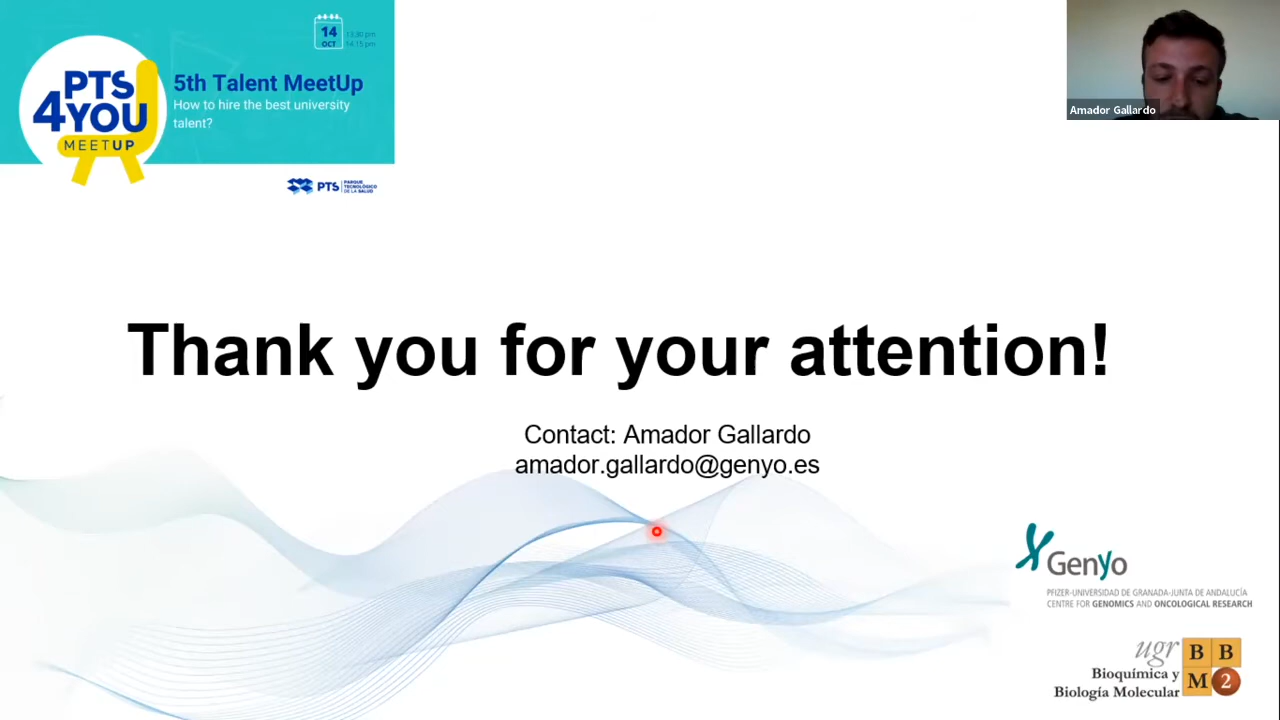 14
OCT
13:30 pm
14:15 pm
PTS
4YOU
MEETUP
5th Talent MeetUp
How to hire the best university
talent?
PTS
PARQUE
TECNOLÓGICO
DE LA SALUD
Amador Gallardo
Thank you for your attention!
Contact: Amador Gallardo
amador.gallardo@genyo.es
Genyo
PFIZER-UNIVERSIDAD DE GRANADA-JUNTA DE ANDALUCÍA
CENTRE FOR GENOMICS AND ONCOLOGICAL RESEARCH
ugr
Bioquímica y
Biología Molecular
B B
M 2